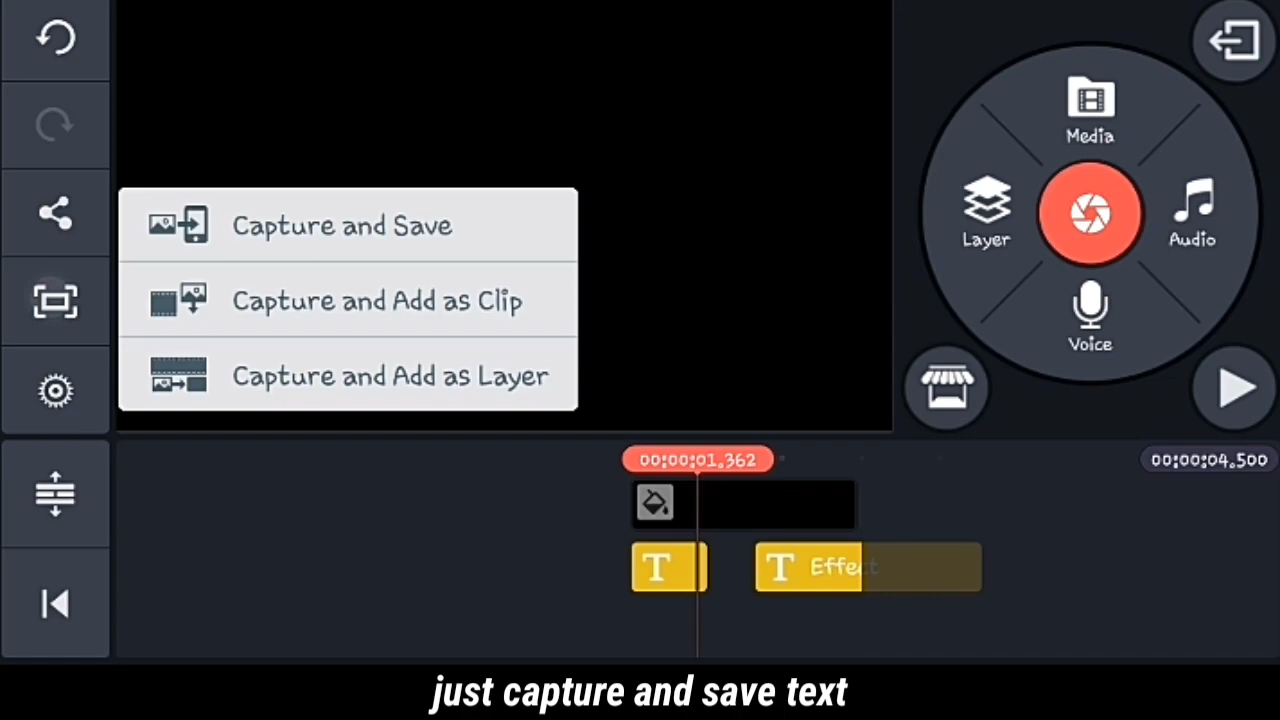 Media
Layer
Audio
Voice
Capture and Save
Capture and Add as Clip
Capture and Add as Layer
00:00:01.362
00:00:04.500
T
T Effect
just capture and save text